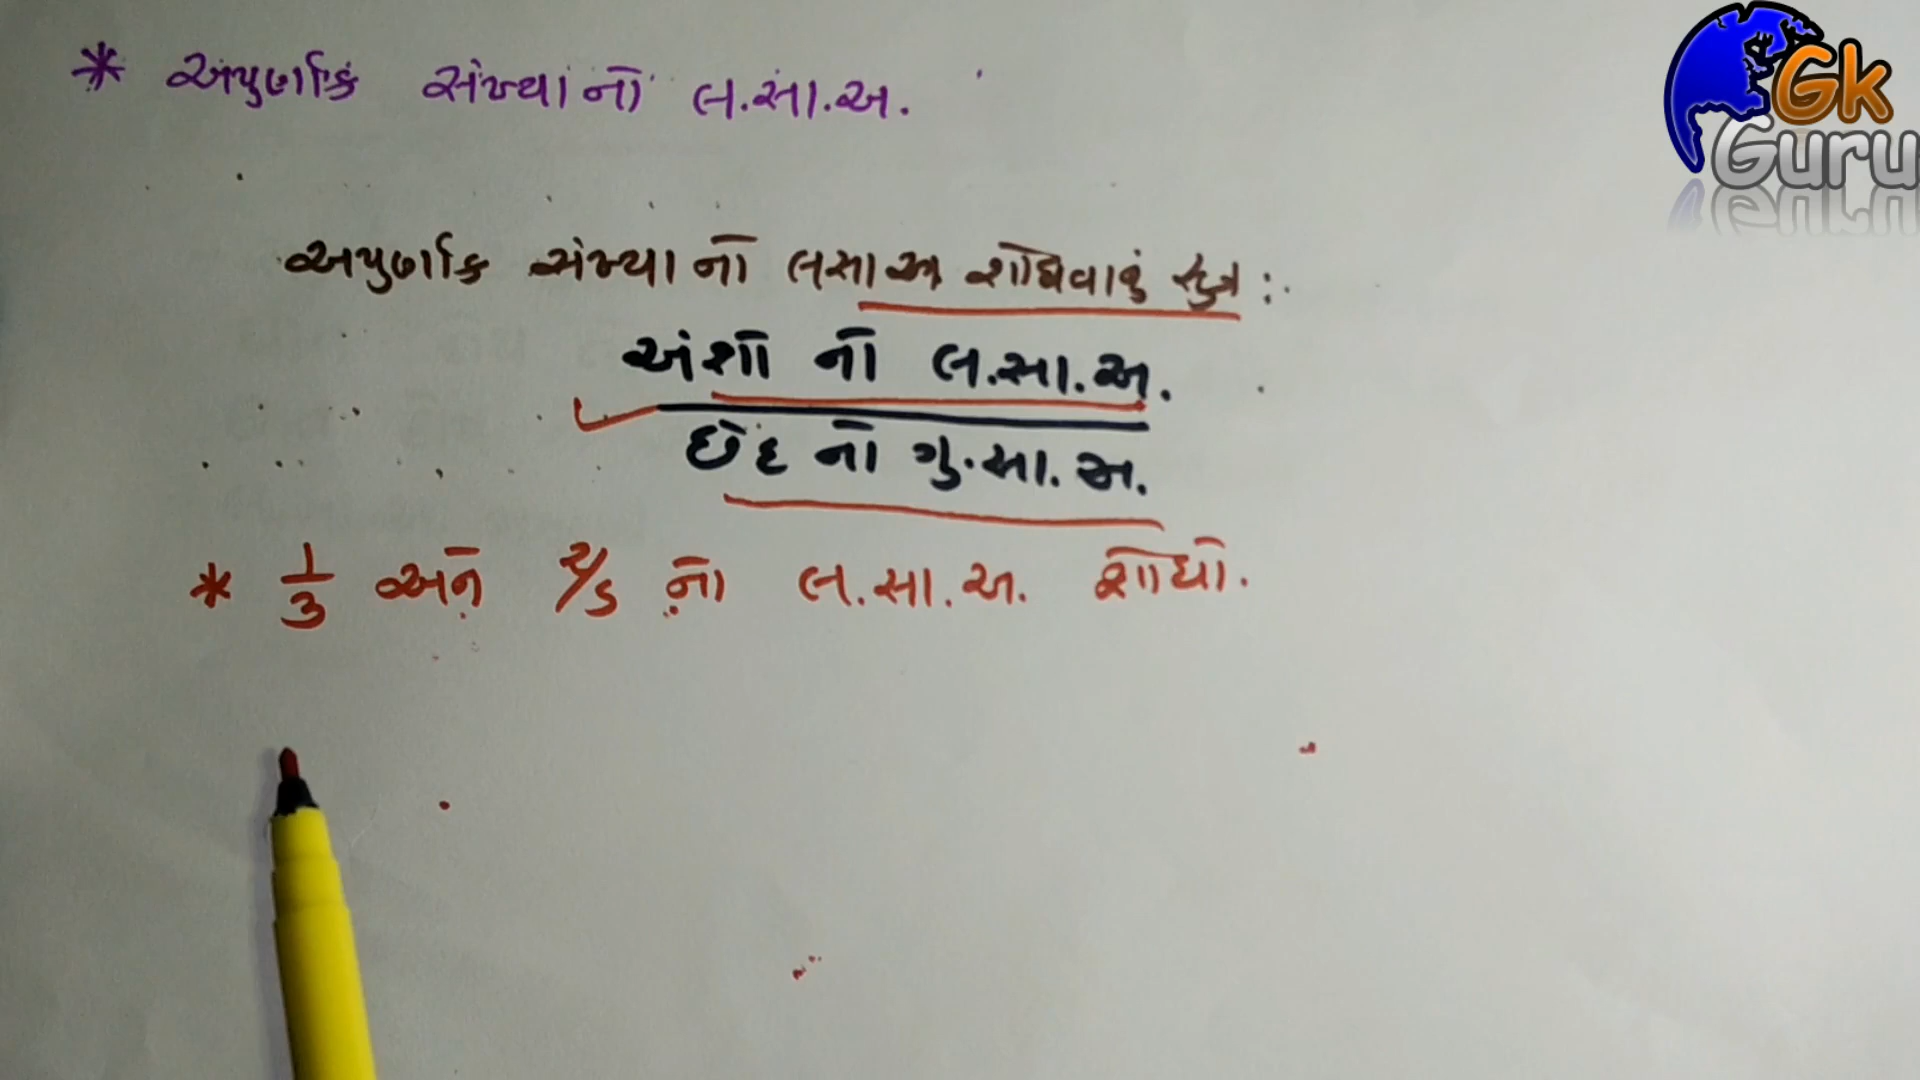 * અપુર્ણાંક સંખ્યાનો લ.સા.અ.
Gk
Guru
અપુર્ણાંક સંખ્યાનો લસાઅ શોધવાનું સુત્ર :
અંશો નો લ.સા.અ.
છેદ નો ગુ.સા.અ.
* 1/3 અને 2/5 નો લ.સા.અ. શોધો.